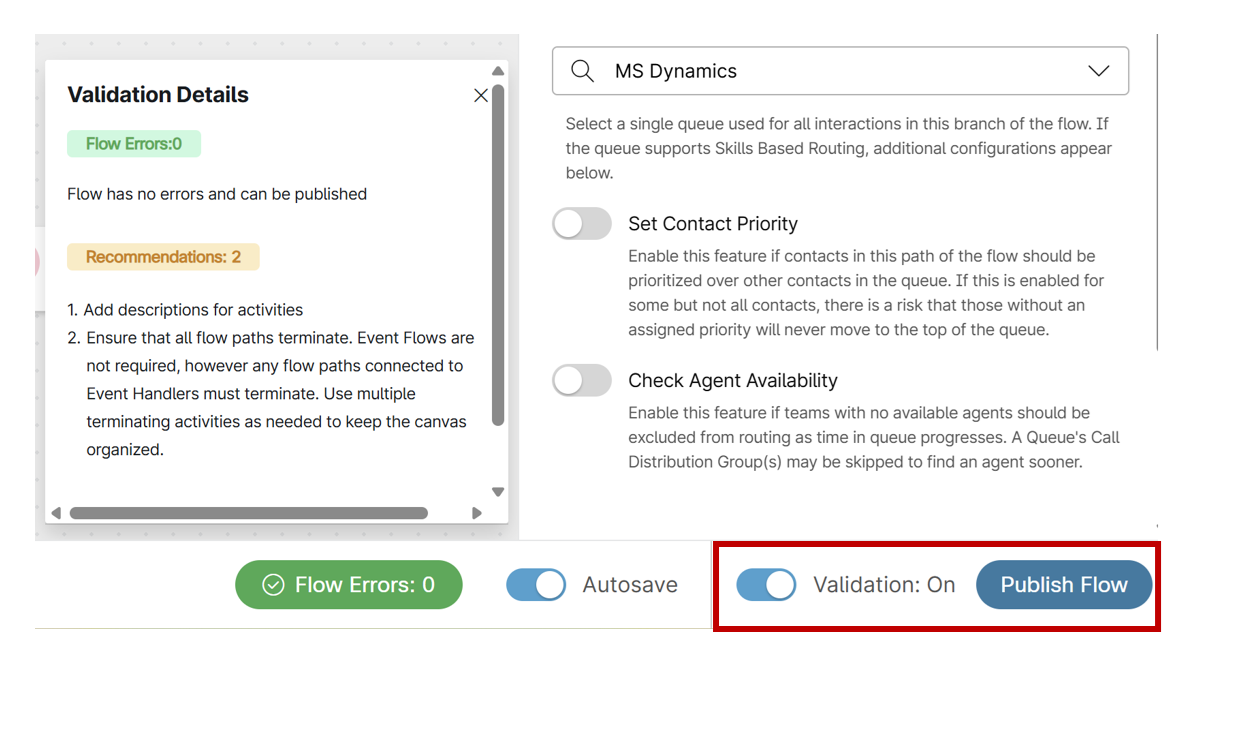 Validation Details
Flow Errors:0
Flow has no errors and can be published
Recommendations: 2
1. Add descriptions for activities
2. Ensure that all flow paths terminate. Event Flows are
not required, however any flow paths connected to
Event Handlers must terminate. Use multiple
terminating activities as needed to keep the canvas
organized.
MS Dynamics
Select a single queue used for all interactions in this branch of the flow. If
the queue supports Skills Based Routing, additional configurations appear
below.
Set Contact Priority
Enable this feature if contacts in this path of the flow should be
prioritized over other contacts in the queue. If this is enabled for
some but not all contacts, there is a risk that those without an
assigned priority will never move to the top of the queue.
Check Agent Availability
Enable this feature if teams with no available agents should be
excluded from routing as time in queue progresses. A Queue's Call
Distribution Group(s) may be skipped to find an agent sooner.
Flow Errors: 0
Autosave
Validation: On
Publish Flow